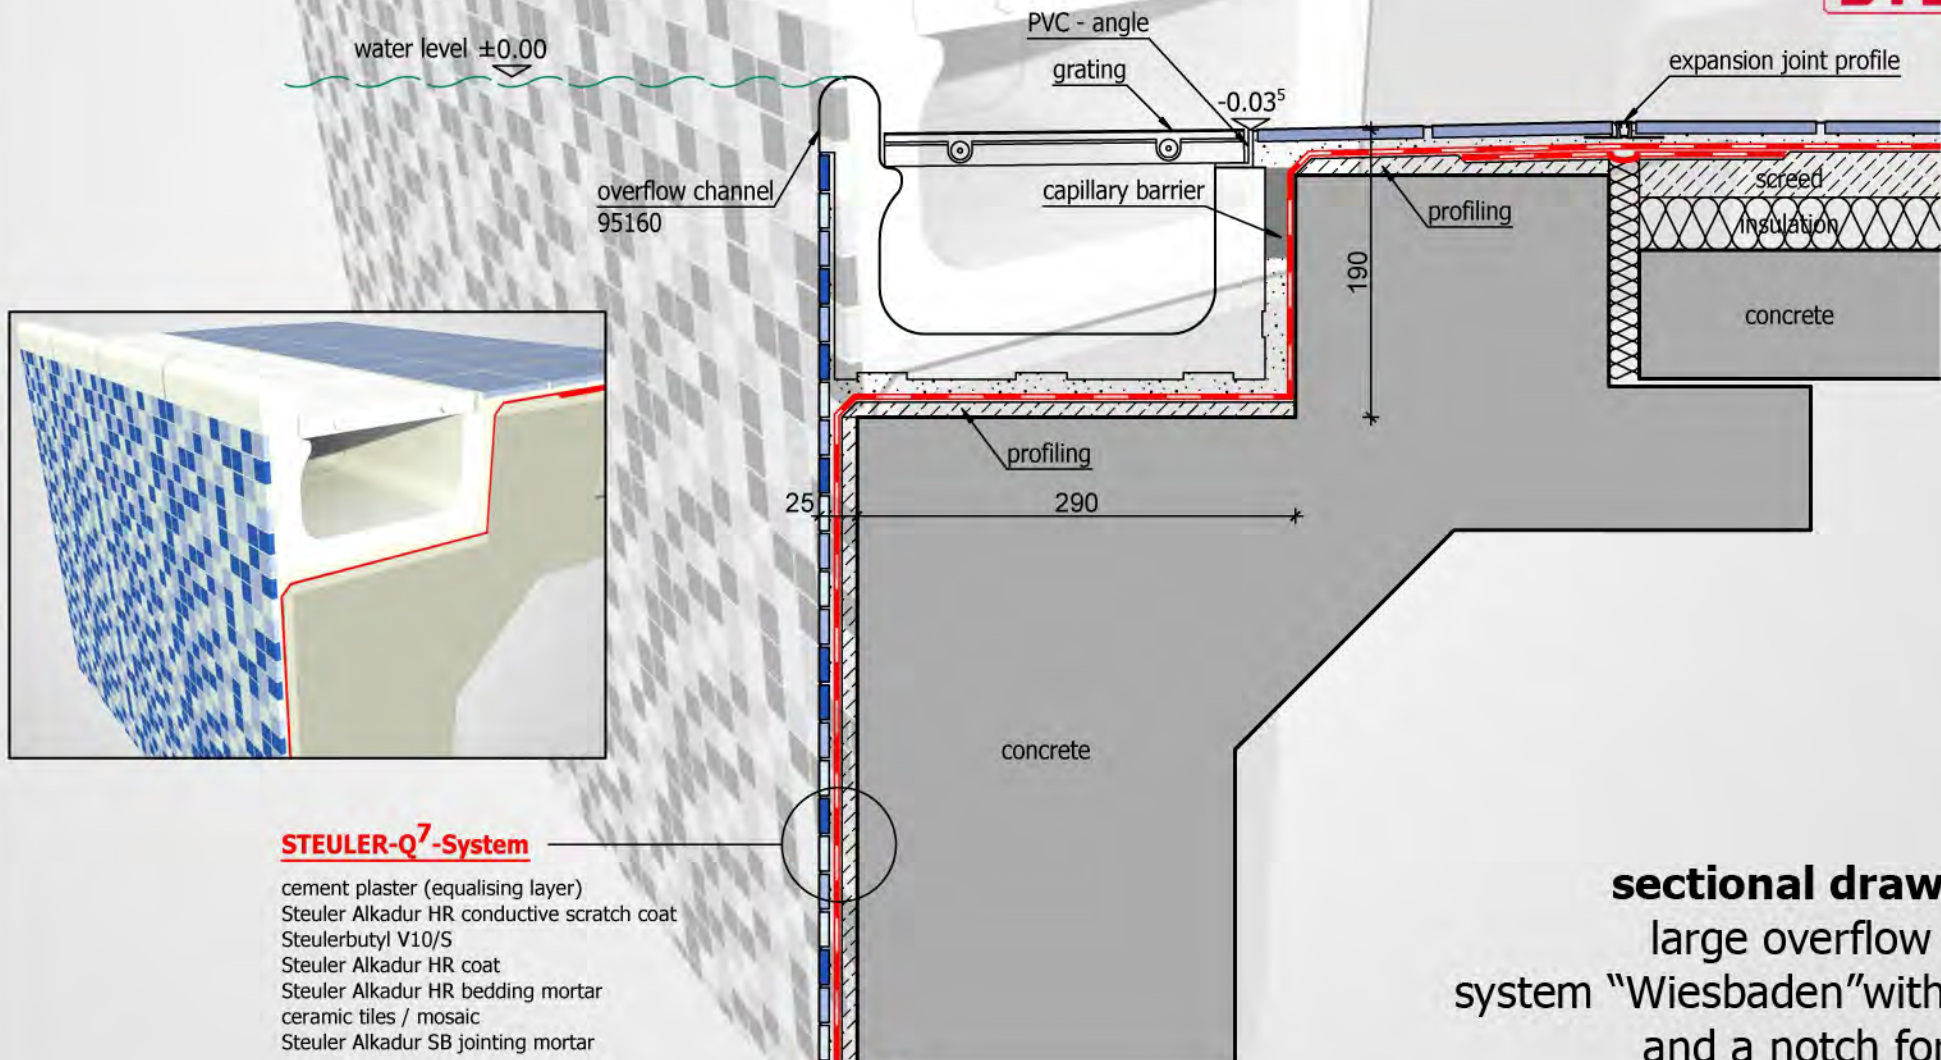 water level ±0.00
PVC - angle
grating
-0.03⁵
expansion joint profile
overflow channel
95160
capillary barrier
profiling
screed
insulation
190
concrete
profiling
25
290
concrete
STEULER-Q⁷-System
cement plaster (equalising layer)
Steuler Alkadur HR conductive scratch coat
Steulerbutyl V10/S
Steuler Alkadur HR coat
Steuler Alkadur HR bedding mortar
ceramic tiles / mosaic
Steuler Alkadur SB jointing mortar
sectional draw
large overflow
system “Wiesbaden”with
and a notch for